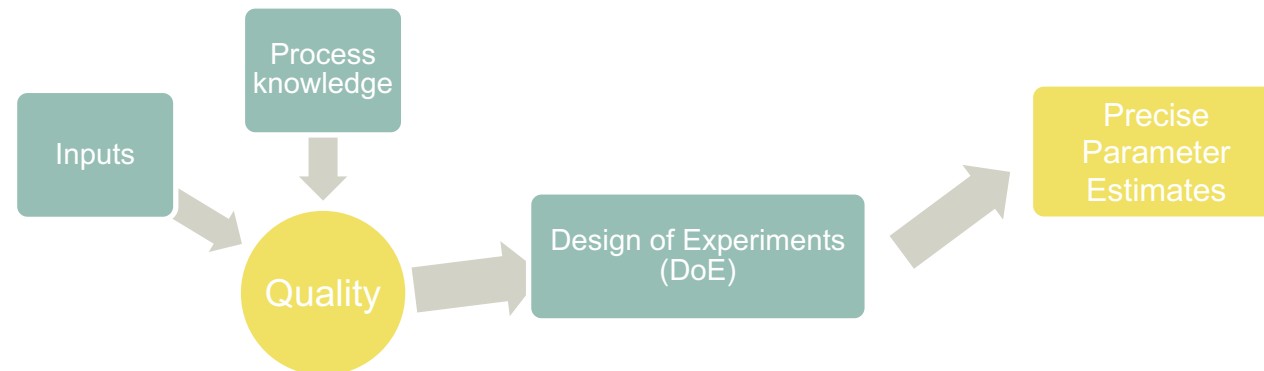 Process
knowledge
Inputs
Quality
Design of Experiments
(DoE)
Precise
Parameter
Estimates